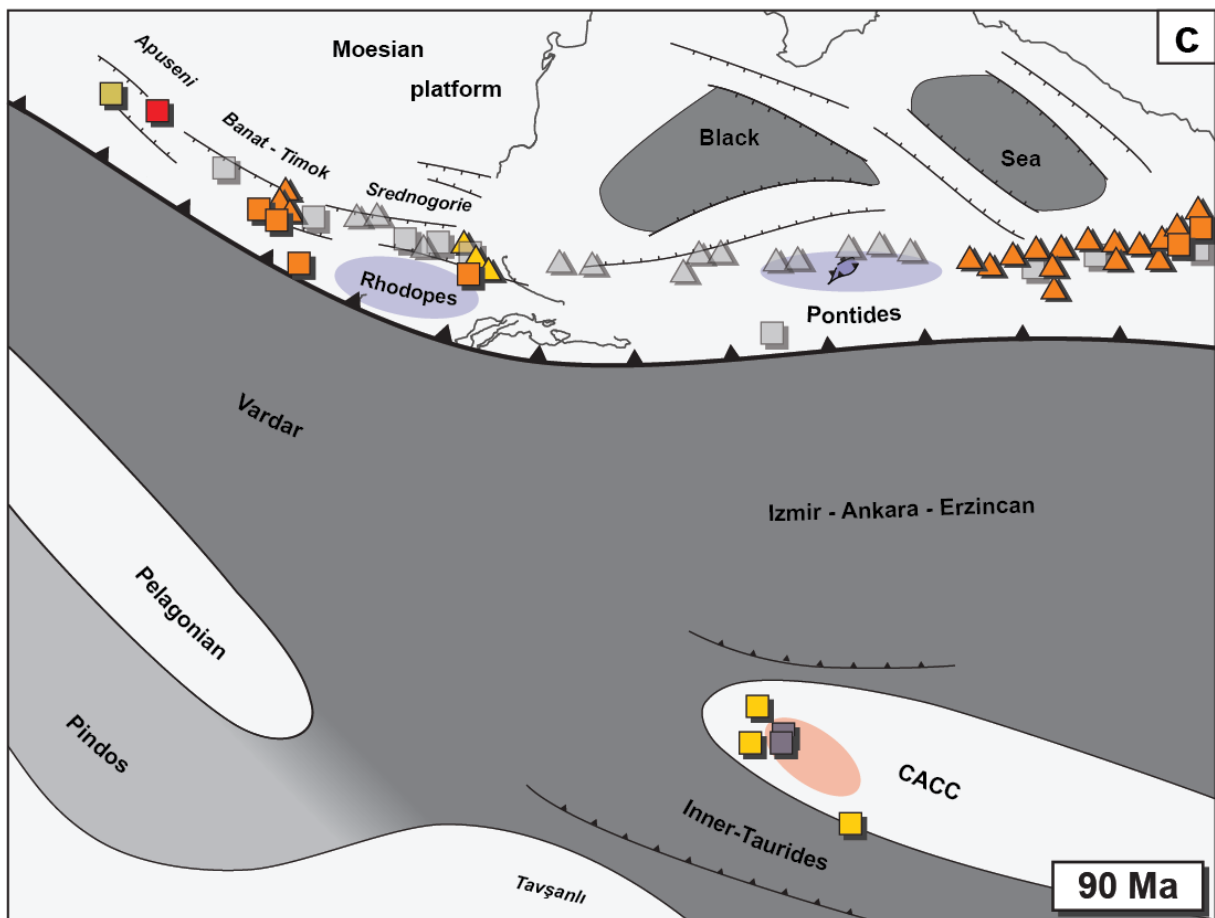 C
Apuseni
Moesian
platform
Banat - Timok
Srednogorie
Black
Sea
Rhodopes
Pontides
Vardar
Izmir - Ankara - Erzincan
Pelagonian
Pindos
CACC
Inner-Taurides
Tavşanlı
90 Ma